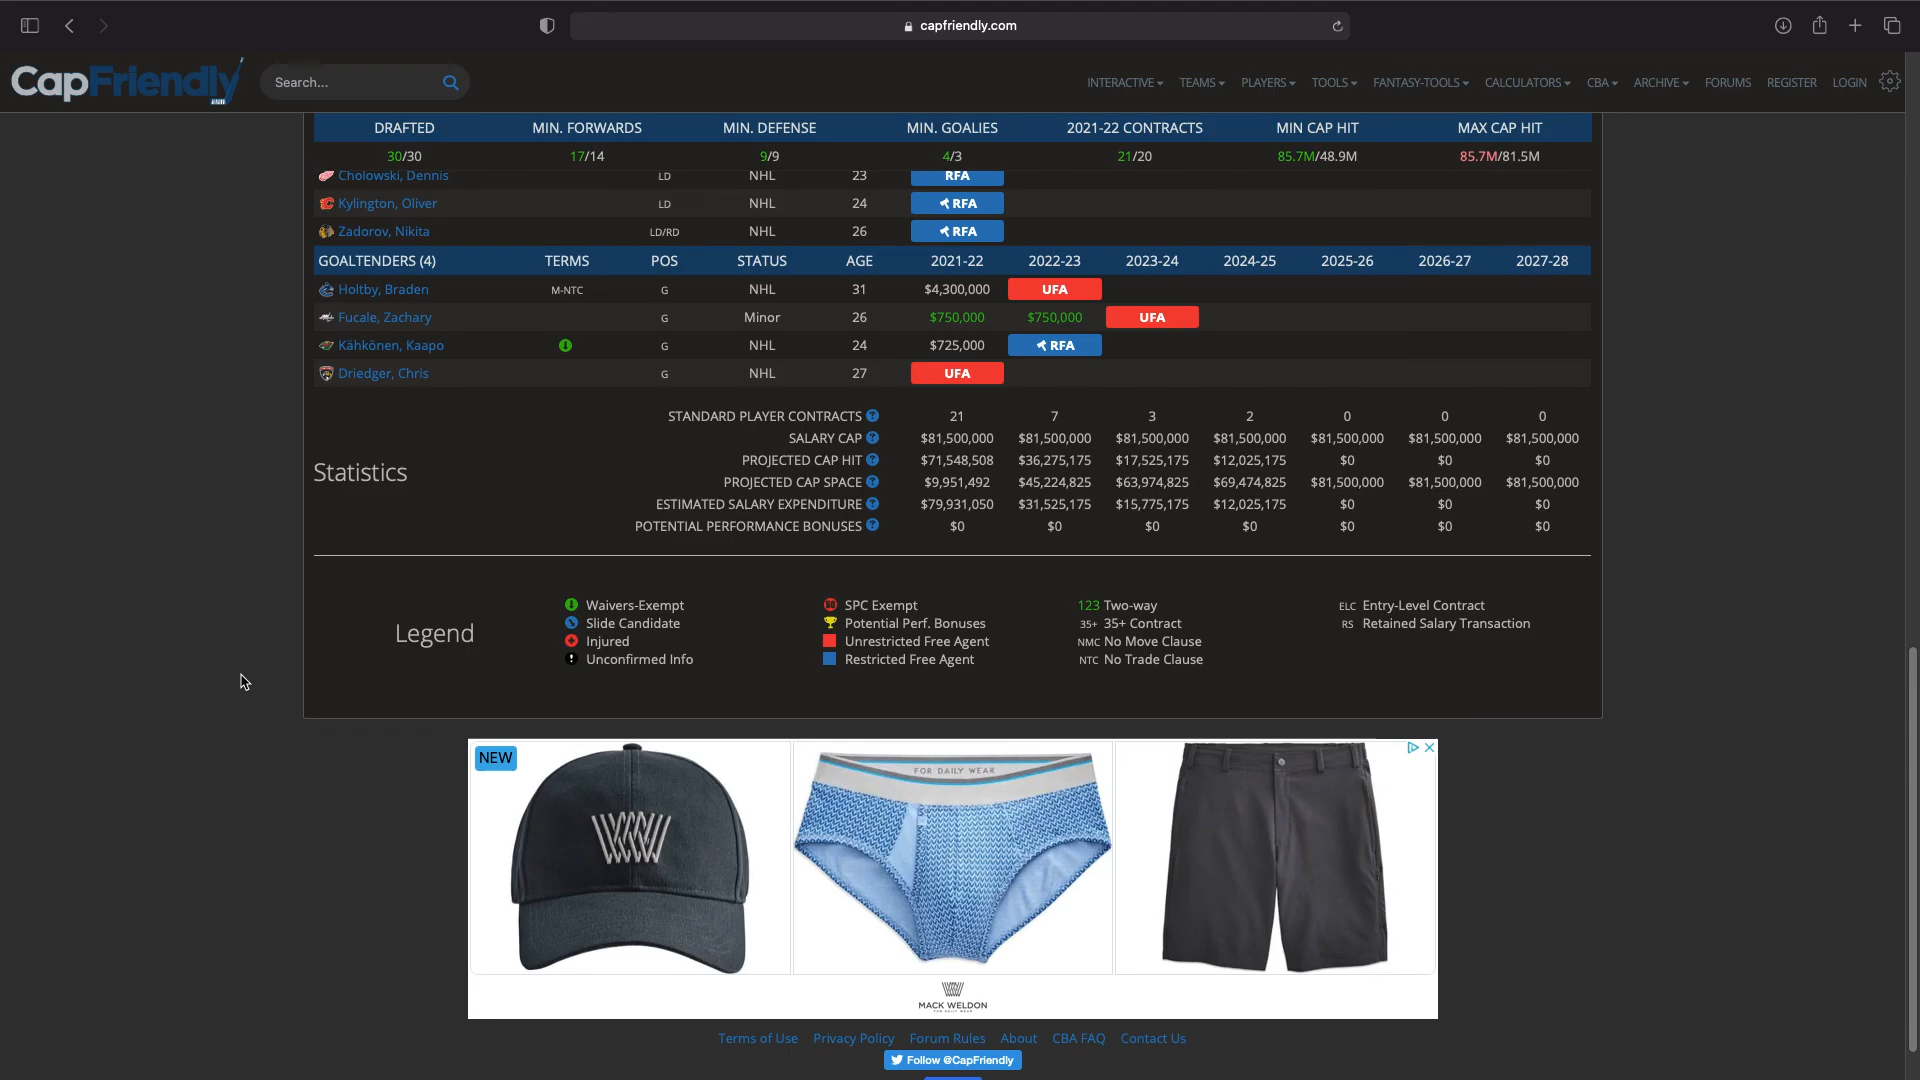 capfriendly.com
CapFriendly
Search...
INTERACTIVE TEAMS PLAYERS TOOLS FANTASY-TOOLS CALCULATORS CBA ARCHIVE FORUMS REGISTER LOGIN
DRAFTED MIN. FORWARDS MIN. DEFENSE MIN. GOALIES 2021-22 CONTRACTS MIN CAP HIT MAX CAP HIT
30/30 17/14 9/9 4/3 21/20 85.7M/48.9M 85.7M/81.5M
Cholowski, Dennis LD NHL 23 RFA
Kylington, Oliver LD NHL 24 RFA
Zadorov, Nikita LD/RD NHL 26 RFA
GOALTENDERS (4) TERMS POS STATUS AGE 2021-22 2022-23 2023-24 2024-25 2025-26 2026-27 2027-28
Holtby, Braden M-NTC G NHL 31 $4,300,000 UFA
Fucale, Zachary G Minor 26 $750,000 $750,000 UFA
Kähkönen, Kaapo G NHL 24 $725,000 RFA
Driedger, Chris G NHL 27 UFA
STANDARD PLAYER CONTRACTS ? 21 7 3 2 0 0 0
SALARY CAP ? $81,500,000 $81,500,000 $81,500,000 $81,500,000 $81,500,000 $81,500,000 $81,500,000
PROJECTED CAP HIT ? $71,548,508 $36,275,175 $17,525,175 $12,025,175 $0 $0 $0
Statistics
PROJECTED CAP SPACE ? $9,951,492 $45,224,825 $63,974,825 $69,474,825 $81,500,000 $81,500,000 $81,500,000
ESTIMATED SALARY EXPENDITURE ? $79,931,050 $31,525,175 $15,775,175 $12,025,175 $0 $0 $0
POTENTIAL PERFORMANCE BONUSES ? $0 $0 $0 $0 $0 $0 $0
Waivers-Exempt SPC Exempt 123 Two-way ELC Entry-Level Contract
Slide Candidate Potential Perf. Bonuses 35+ 35+ Contract RS Retained Salary Transaction
Legend
Injured Unrestricted Free Agent NMC No Move Clause
Unconfirmed Info Restricted Free Agent NTC No Trade Clause
NEW
FOR DAILY WEAR
MACK WELDON
FOR DAILY WEAR
Terms of Use Privacy Policy Forum Rules About CBA FAQ Contact Us
Follow @CapFriendly